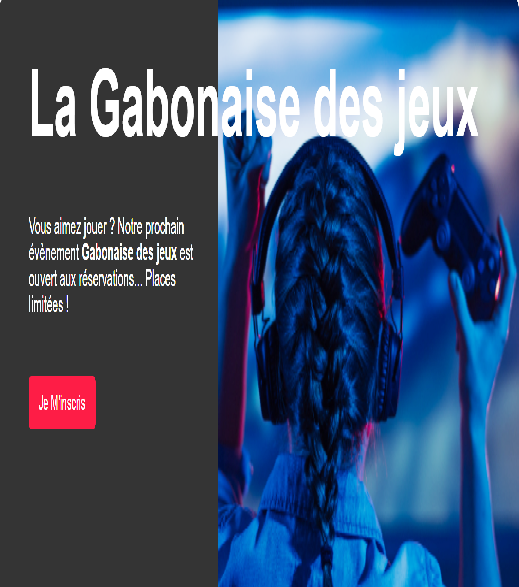 La Gabonaise des jeux
Vous aimez jouer ? Notre prochain
évènement Gabonaise des jeux est
ouvert aux réservations... Places
limitées !
Je M'inscris